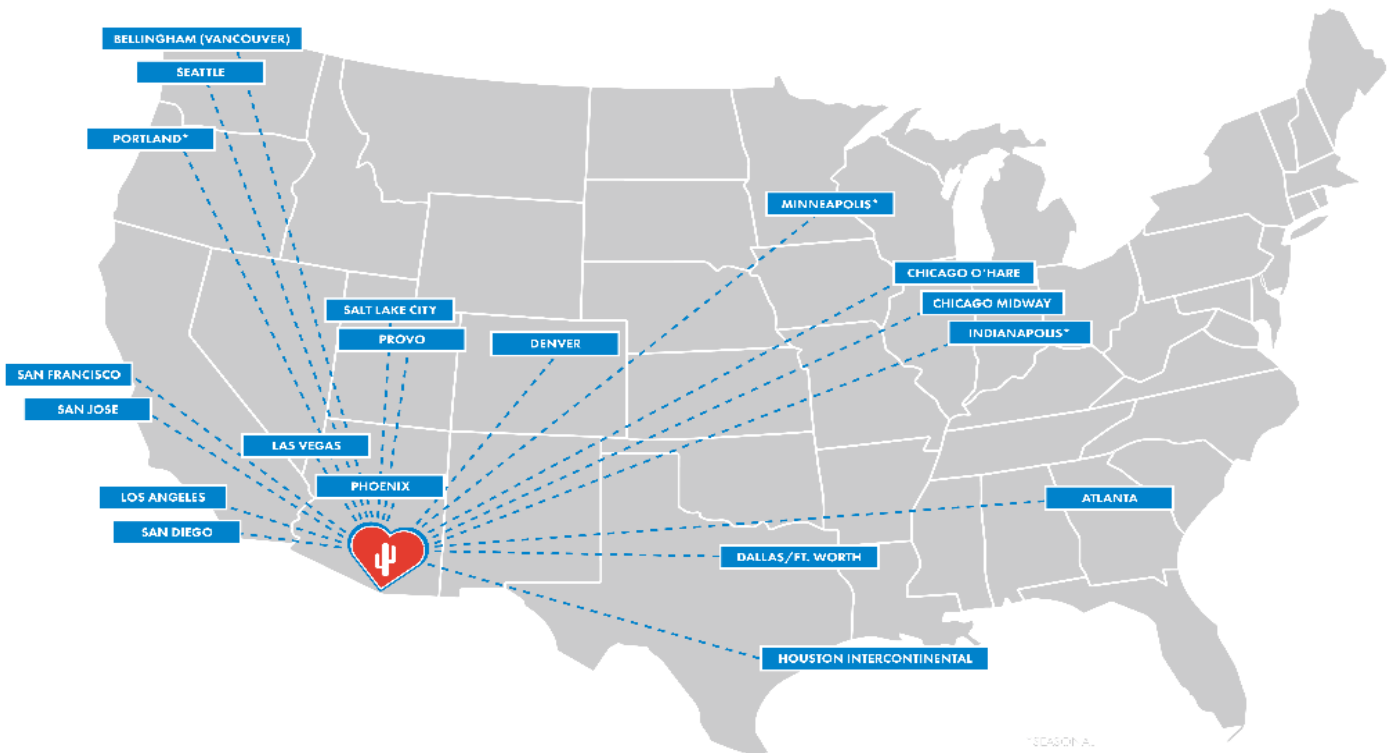 BELLINGHAM (VANCOUVER)
SEATTLE
PORTLAND*
MINNEAPOLIS*
CHICAGO O'HARE
CHICAGO MIDWAY
INDIANAPOLIS*
SALT LAKE CITY
PROVO
DENVER
SAN FRANCISCO
SAN JOSE
LAS VEGAS
PHOENIX
LOS ANGELES
SAN DIEGO
ATLANTA
DALLAS/FT. WORTH
HOUSTON INTERCONTINENTAL
*SEASONAL